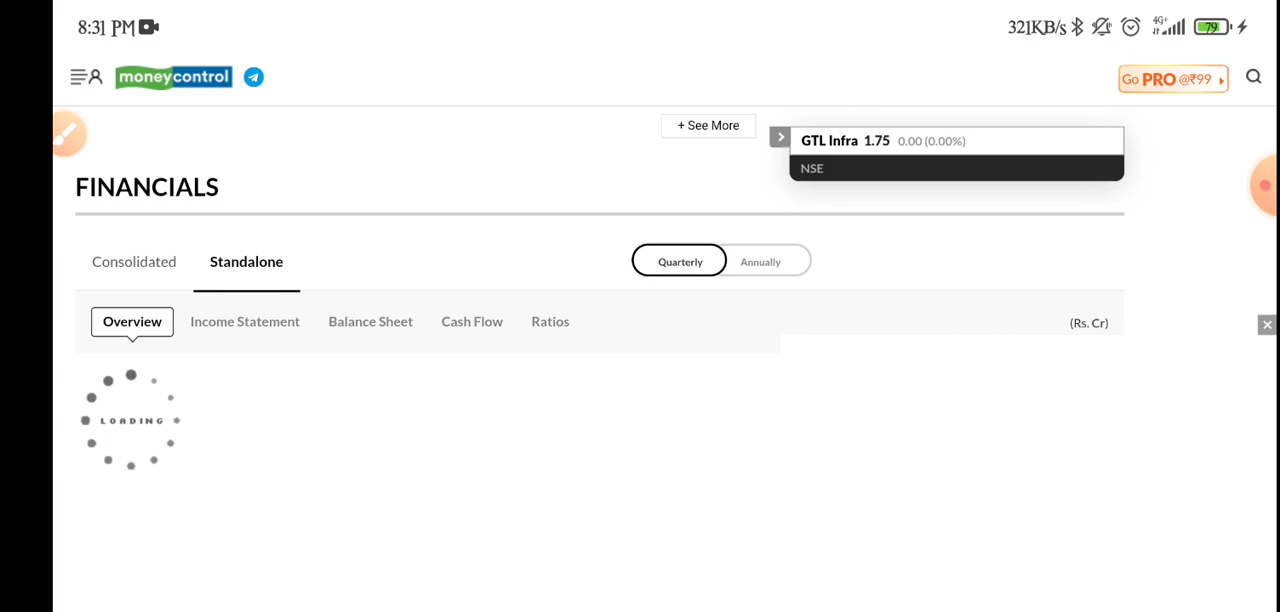 8:31 PM 321KB/s 4G+ 79
moneycontrol Go PRO @₹99
+ See More
GTL Infra 1.75 0.00 (0.00%)
NSE
FINANCIALS
Consolidated Standalone Quarterly Annually
Overview Income Statement Balance Sheet Cash Flow Ratios (Rs. Cr)
LOADING